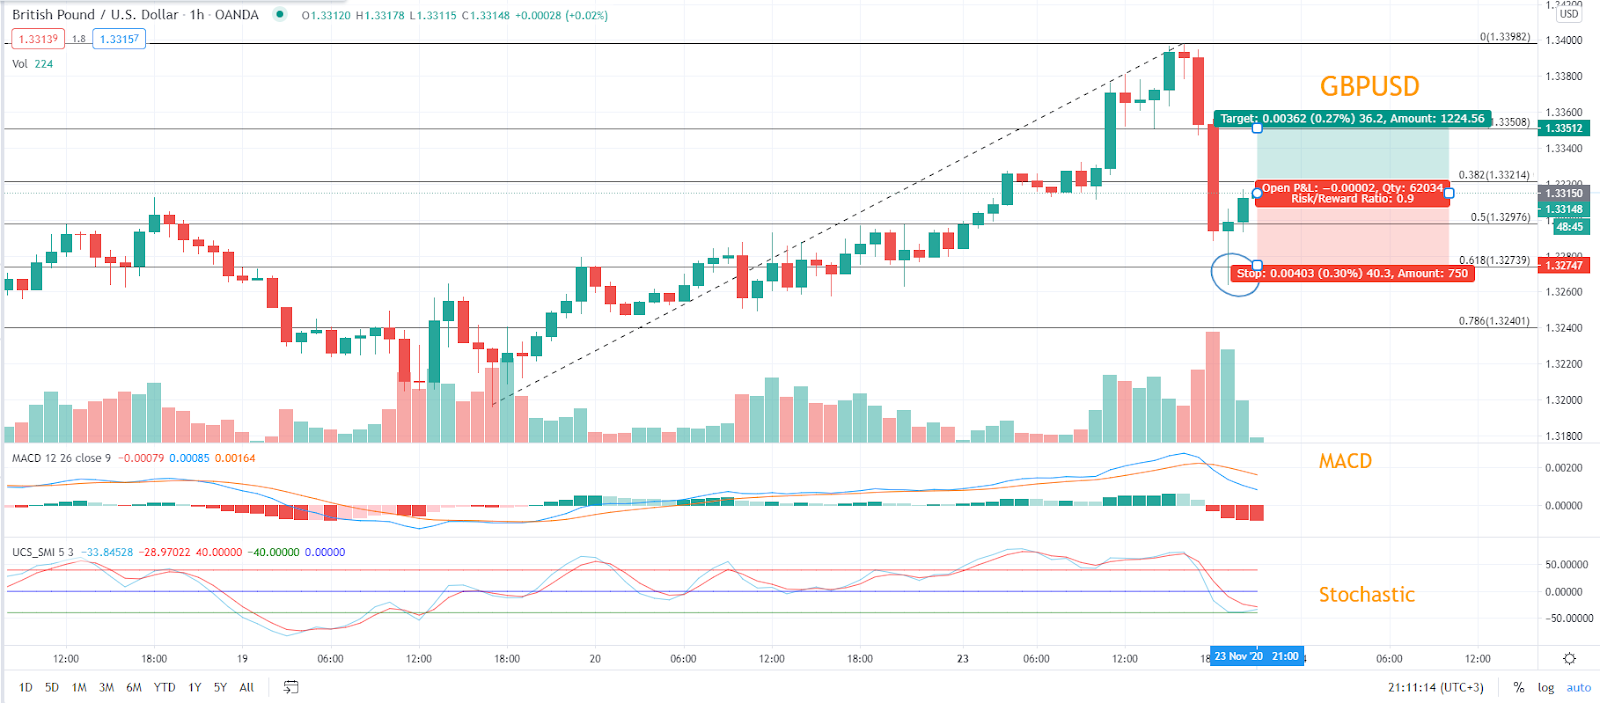 British Pound / U.S. Dollar · 1h · OANDA O1.33120 H1.33178 L1.33115 C1.33148 +0.00028 (+0.02%)
1.33139 1.8 1.33157
Vol 224
1.34200
USD
0(1.33982)
1.34000
1.33800
GBPUSD
1.33600
Target: 0.00362 (0.27%) 36.2, Amount: 1224.56
(1.33508)
1.33512
1.33400
0.382(1.33214)
Open P&L: −0.00002, Qty: 62034
Risk/Reward Ratio: 0.9
1.33150
1.33148
0.5(1.32976)
48:45
0.618(1.32739)
1.32747
Stop: 0.00403 (0.30%) 40.3, Amount: 750
1.32600
0.786(1.32401)
1.32400
1.32200
1.32000
1.31800
MACD 12 26 close 9 −0.00079 0.00085 0.00164
MACD
0.00200
0.00000
UCS_SMI 5 3 −33.84528 −28.97022 40.00000 −40.00000 0.00000
50.00000
Stochastic
0.00000
−50.00000
12:00 18:00 19 06:00 12:00 18:00 20 06:00 12:00 18:00 23 06:00 12:00 23 Nov '20 21:00 06:00 12:00
1D 5D 1M 3M 6M YTD 1Y 5Y All 21:11:14 (UTC+3) % log auto